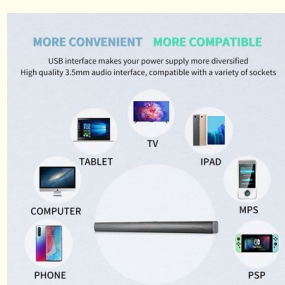 MORE CONVENIENT MORE COMPATIBLE
USB interface makes your power supply more diversified
High quality 3.5mm audio interface, compatible with a variety of sockets
TV
TABLET
IPAD
COMPUTER
MPS
PHONE
PSP